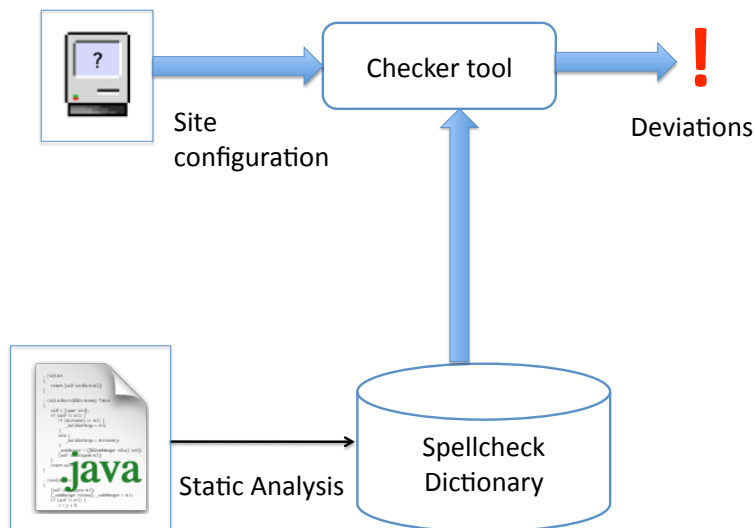 ?
Checker tool
!
Site
configuration
Deviations
.java
Static Analysis
Spellcheck
Dictionary